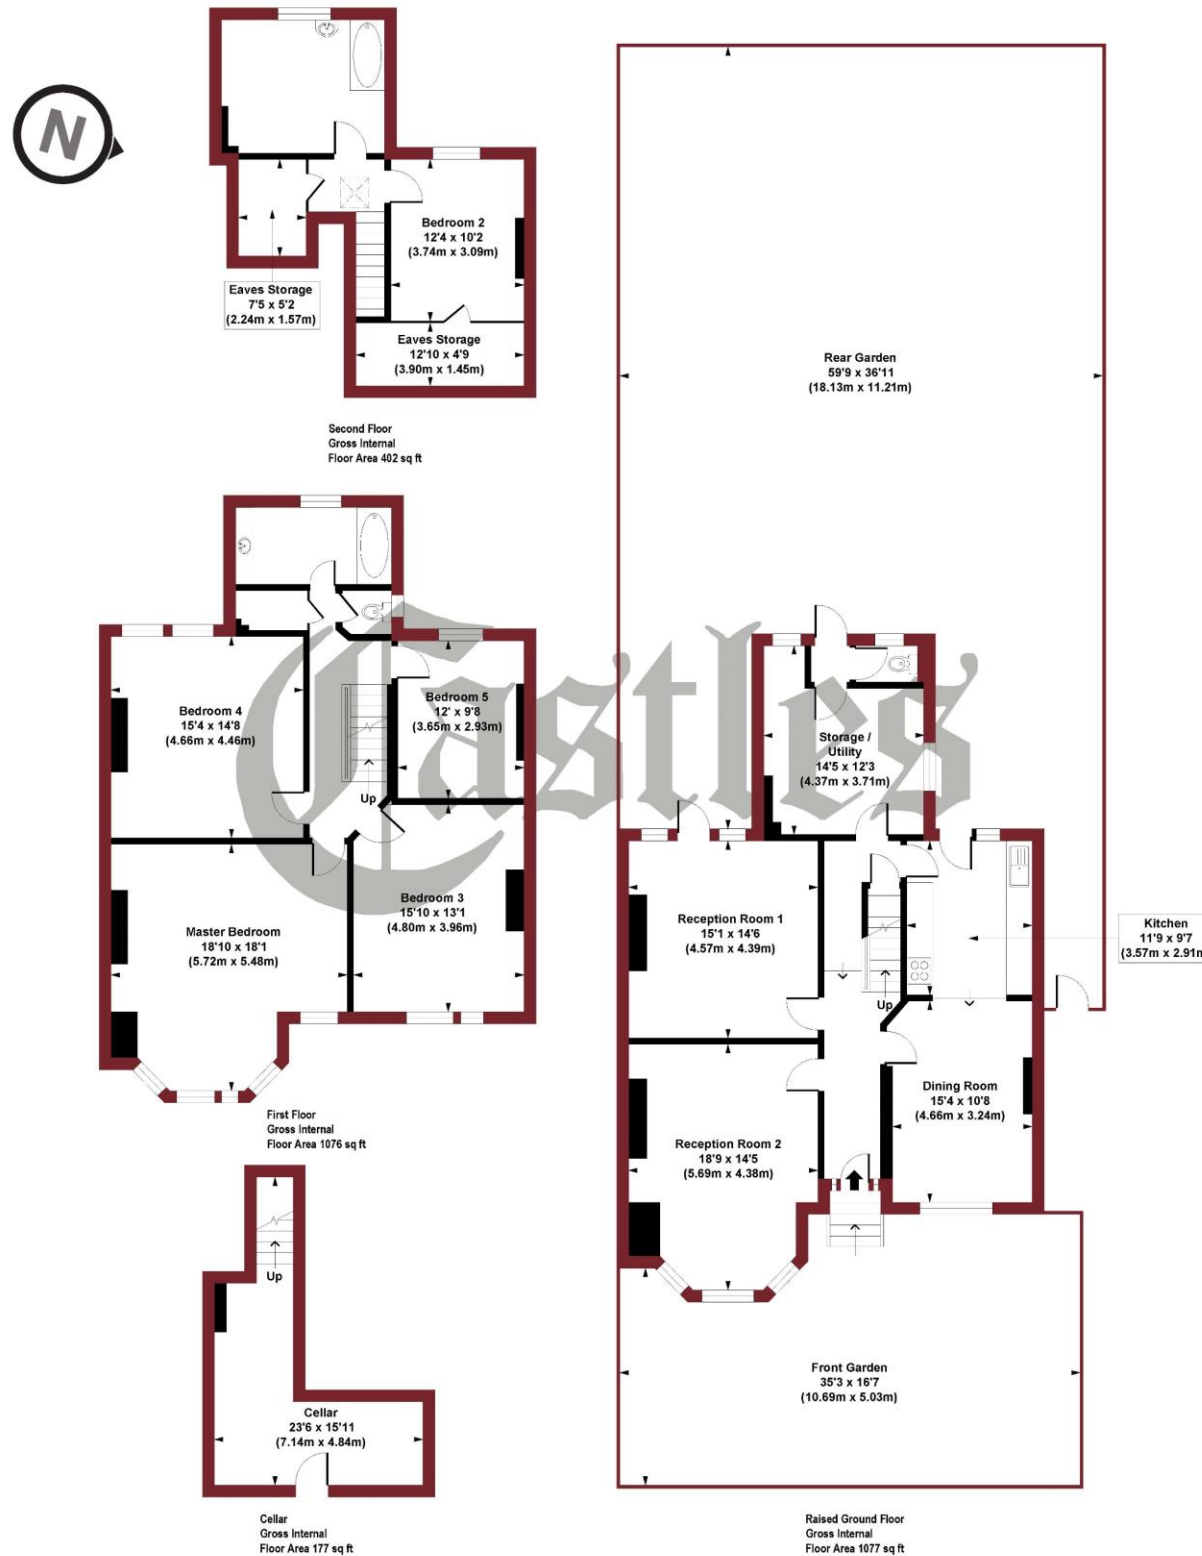 N
Bedroom 2
12'4 x 10'2
(3.74m x 3.09m)
Eaves Storage
7'5 x 5'2
(2.24m x 1.57m)
Eaves Storage
12'10 x 4'9
(3.90m x 1.45m)
Second Floor
Gross Internal
Floor Area 402 sq ft
Rear Garden
59'9 x 36'11
(18.13m x 11.21m)
Castles
Bedroom 4
15'4 x 14'8
(4.66m x 4.46m)
Bedroom 5
12' x 9'8
(3.65m x 2.93m)
Up
Master Bedroom
18'10 x 18'1
(5.72m x 5.48m)
Bedroom 3
15'10 x 13'1
(4.80m x 3.96m)
First Floor
Gross Internal
Floor Area 1076 sq ft
Storage /
Utility
14'5 x 12'3
(4.37m x 3.71m)
Reception Room 1
15'1 x 14'6
(4.57m x 4.39m)
Kitchen
11'9 x 9'7
(3.57m x 2.91m
Up
Dining Room
15'4 x 10'8
(4.66m x 3.24m)
Reception Room 2
18'9 x 14'5
(5.69m x 4.38m)
Front Garden
35'3 x 16'7
(10.69m x 5.03m)
Up
Cellar
23'6 x 15'11
(7.14m x 4.84m)
Cellar
Gross Internal
Floor Area 177 sq ft
Raised Ground Floor
Gross Internal
Floor Area 1077 sq ft